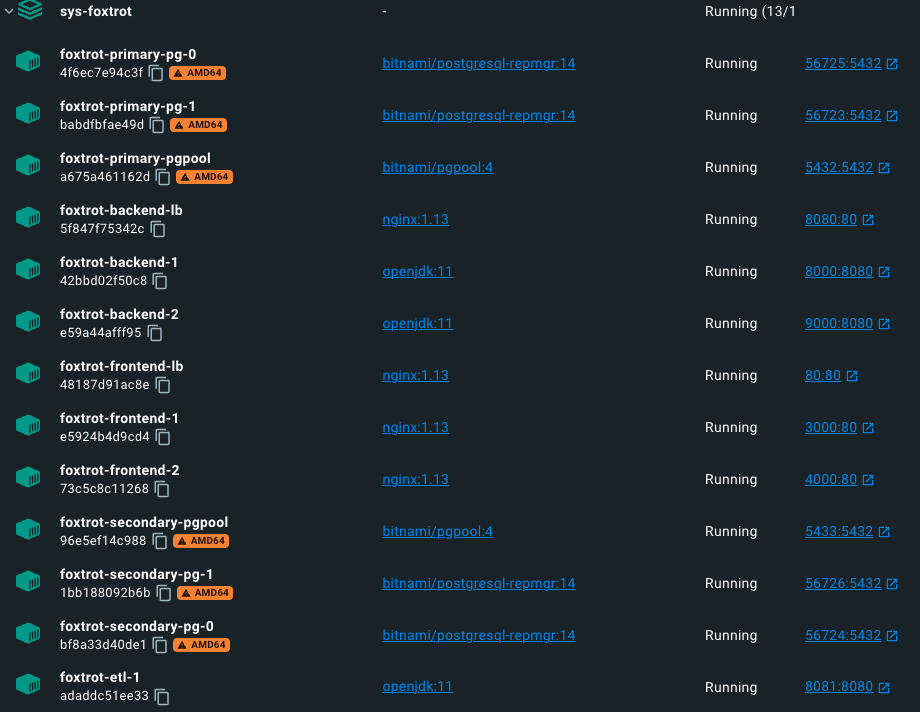 sys-foxtrot - Running (13/1
foxtrot-primary-pg-0
4f6ec7e94c3f AMD64 bitnami/postgresql-repmgr:14 Running 56725:5432
foxtrot-primary-pg-1
babdfbfae49d AMD64 bitnami/postgresql-repmgr:14 Running 56723:5432
foxtrot-primary-pgpool
a675a461162d AMD64 bitnami/pgpool:4 Running 5432:5432
foxtrot-backend-lb
5f847f75342c nginx:1.13 Running 8080:80
foxtrot-backend-1
42bbd02f50c8 openjdk:11 Running 8000:8080
foxtrot-backend-2
e59a44afff95 openjdk:11 Running 9000:8080
foxtrot-frontend-lb
48187d91ac8e nginx:1.13 Running 80:80
foxtrot-frontend-1
e5924b4d9cd4 nginx:1.13 Running 3000:80
foxtrot-frontend-2
73c5c8c11268 nginx:1.13 Running 4000:80
foxtrot-secondary-pgpool
96e5ef14c988 AMD64 bitnami/pgpool:4 Running 5433:5432
foxtrot-secondary-pg-1
1bb188092b6b AMD64 bitnami/postgresql-repmgr:14 Running 56726:5432
foxtrot-secondary-pg-0
bf8a33d40de1 AMD64 bitnami/postgresql-repmgr:14 Running 56724:5432
foxtrot-etl-1
adaddc51ee33 openjdk:11 Running 8081:8080